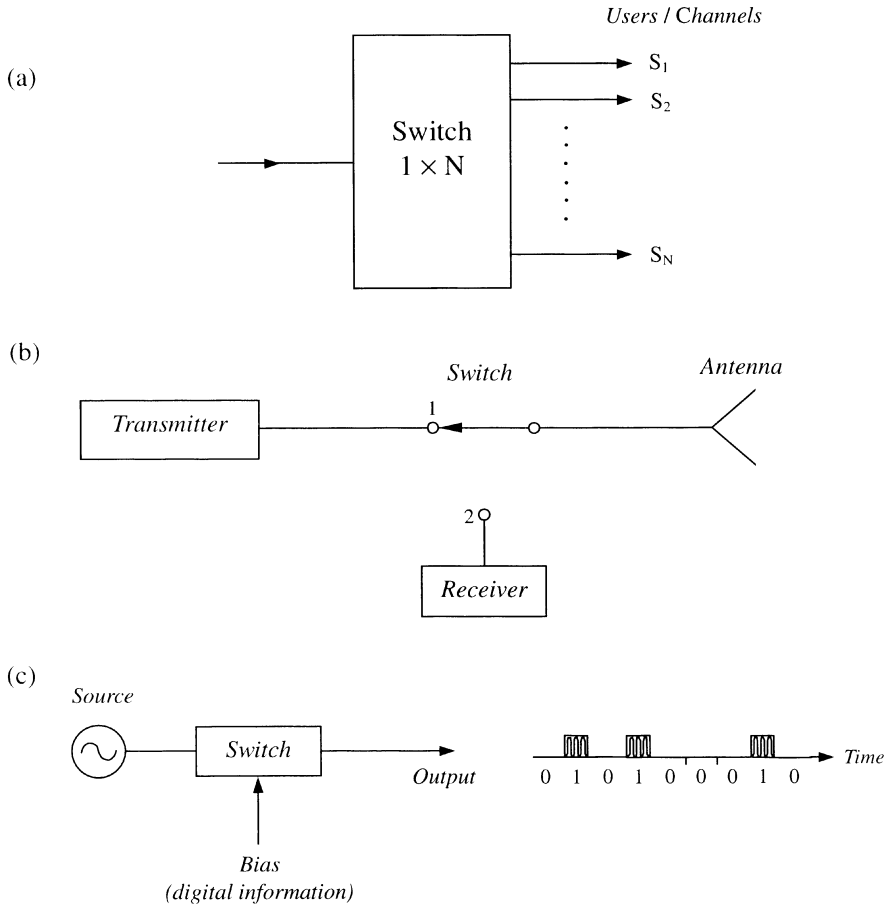 Users / Channels
(a)
S1
S2
Switch
1 × N
SN
(b)
Switch
Antenna
1
Transmitter
2
Receiver
(c)
Source
Switch
Output
Time
0 1 0 1 0 0 0 1 0
Bias
(digital information)